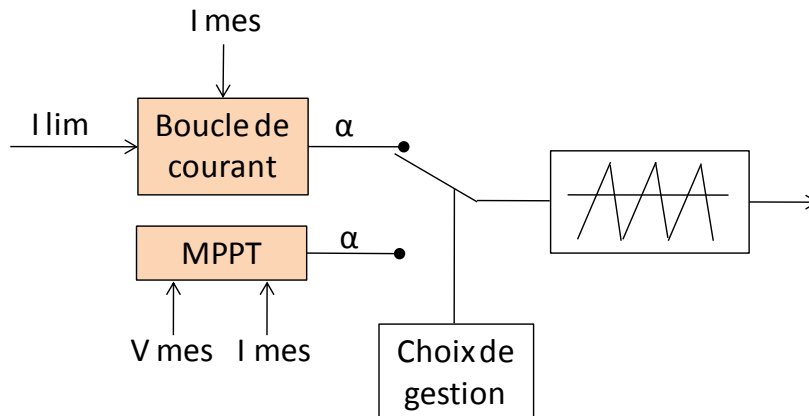 I mes
I lim
Boucle de
courant
α
MPPT
α
V mes
I mes
Choix de
gestion